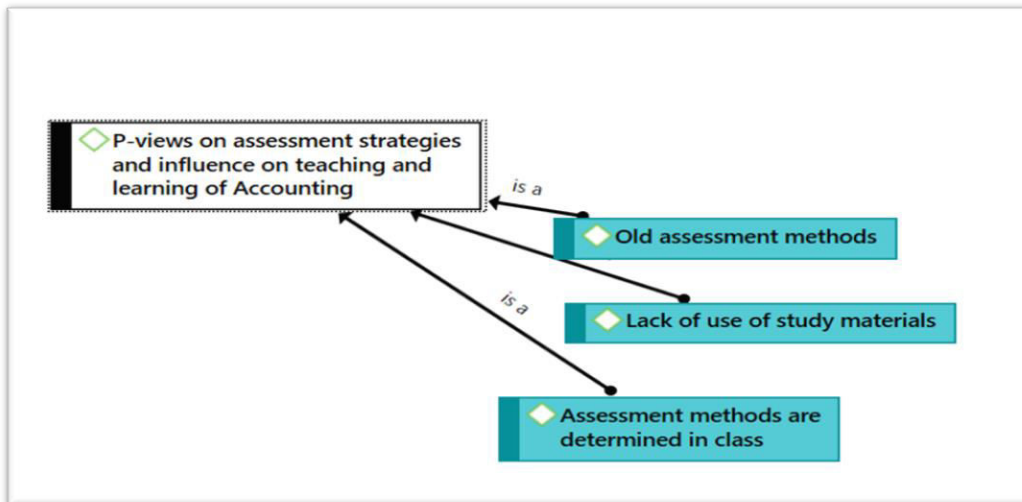 P-views on assessment strategies
and influence on teaching and
learning of Accounting
is a
Old assessment methods
Lack of use of study materials
is a
Assessment methods are
determined in class